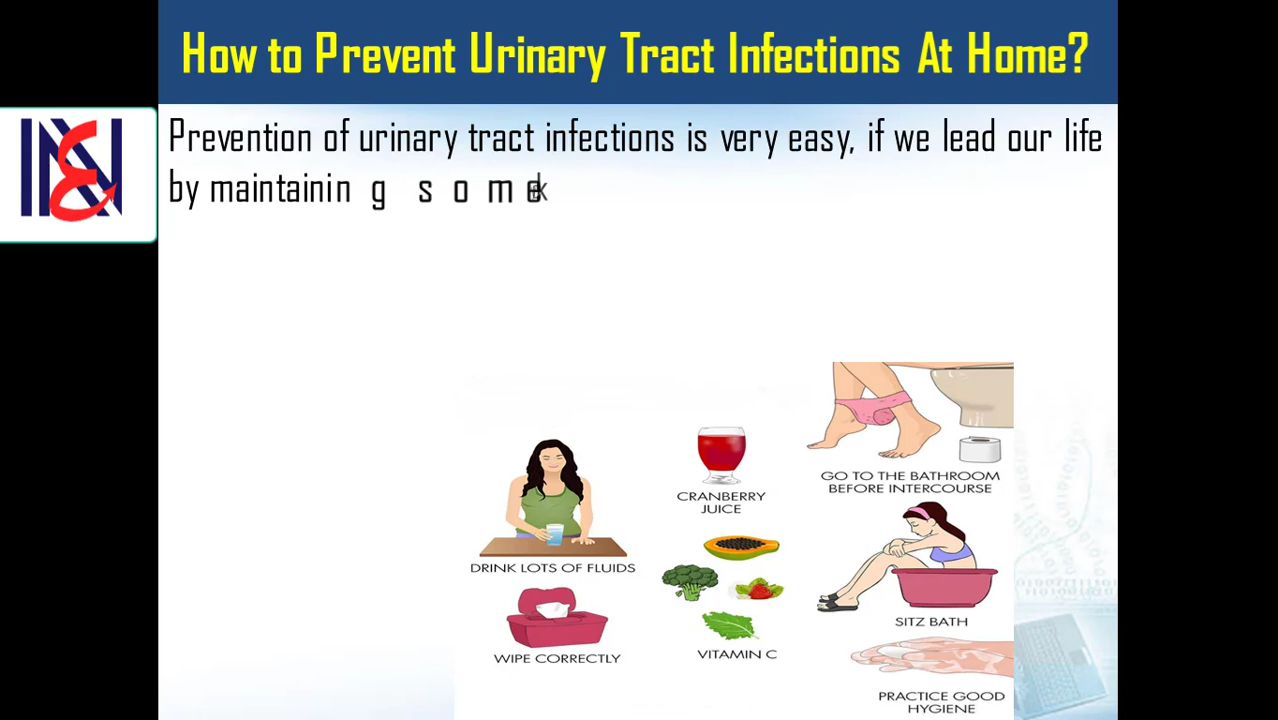 How to Prevent Urinary Tract Infections At Home?
Prevention of urinary tract infections is very easy, if we lead our life
by maintaining some
CRANBERRY
JUICE
GO TO THE BATHROOM
BEFORE INTERCOURSE
DRINK LOTS OF FLUIDS
SITZ BATH
WIPE CORRECTLY
VITAMIN C
PRACTICE GOOD
HYGIENE